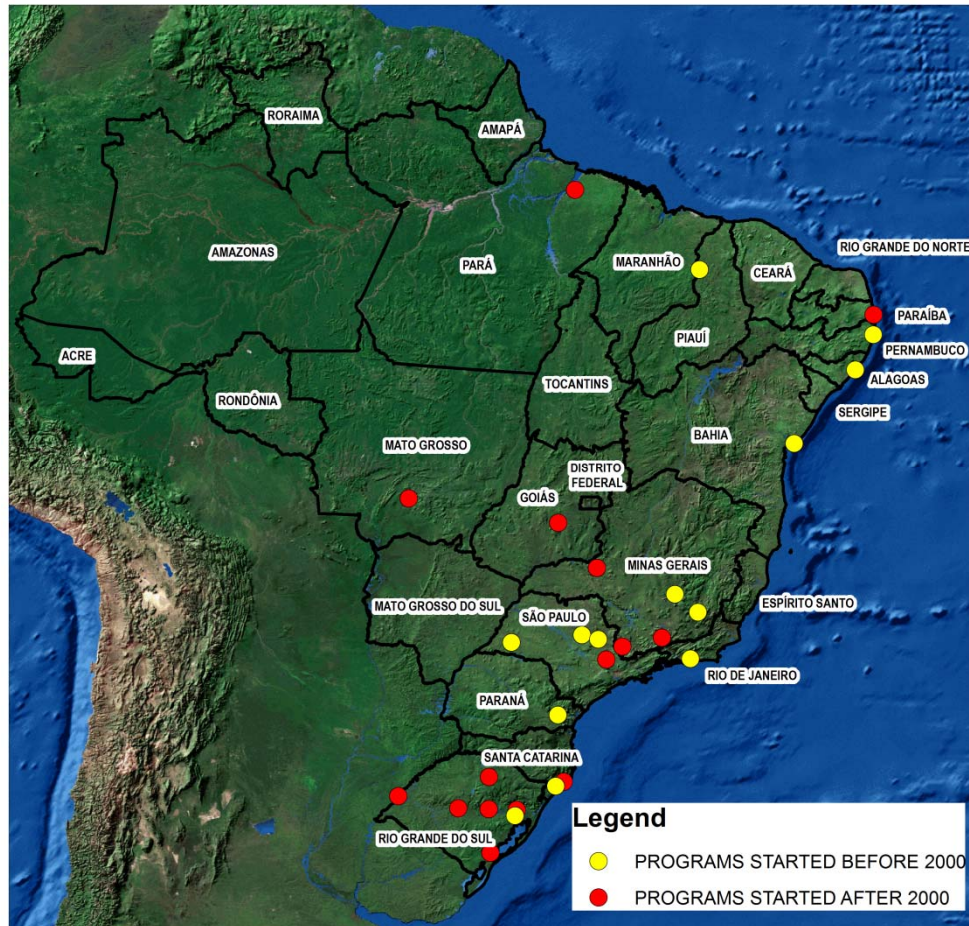 RORAIMA
AMAPÁ
AMAZONAS
PARÁ
MARANHÃO
CEARÁ
RIO GRANDE DO NORTE
PARAÍBA
PIAUÍ
PERNAMBUCO
ACRE
TOCANTINS
ALAGOAS
RONDÔNIA
SERGIPE
BAHIA
MATO GROSSO
DISTRITO
FEDERAL
GOIÁS
MINAS GERAIS
MATO GROSSO DO SUL
ESPÍRITO SANTO
SÃO PAULO
RIO DE JANEIRO
PARANÁ
SANTA CATARINA
RIO GRANDE DO SUL
Legend
PROGRAMS STARTED BEFORE 2000
PROGRAMS STARTED AFTER 2000